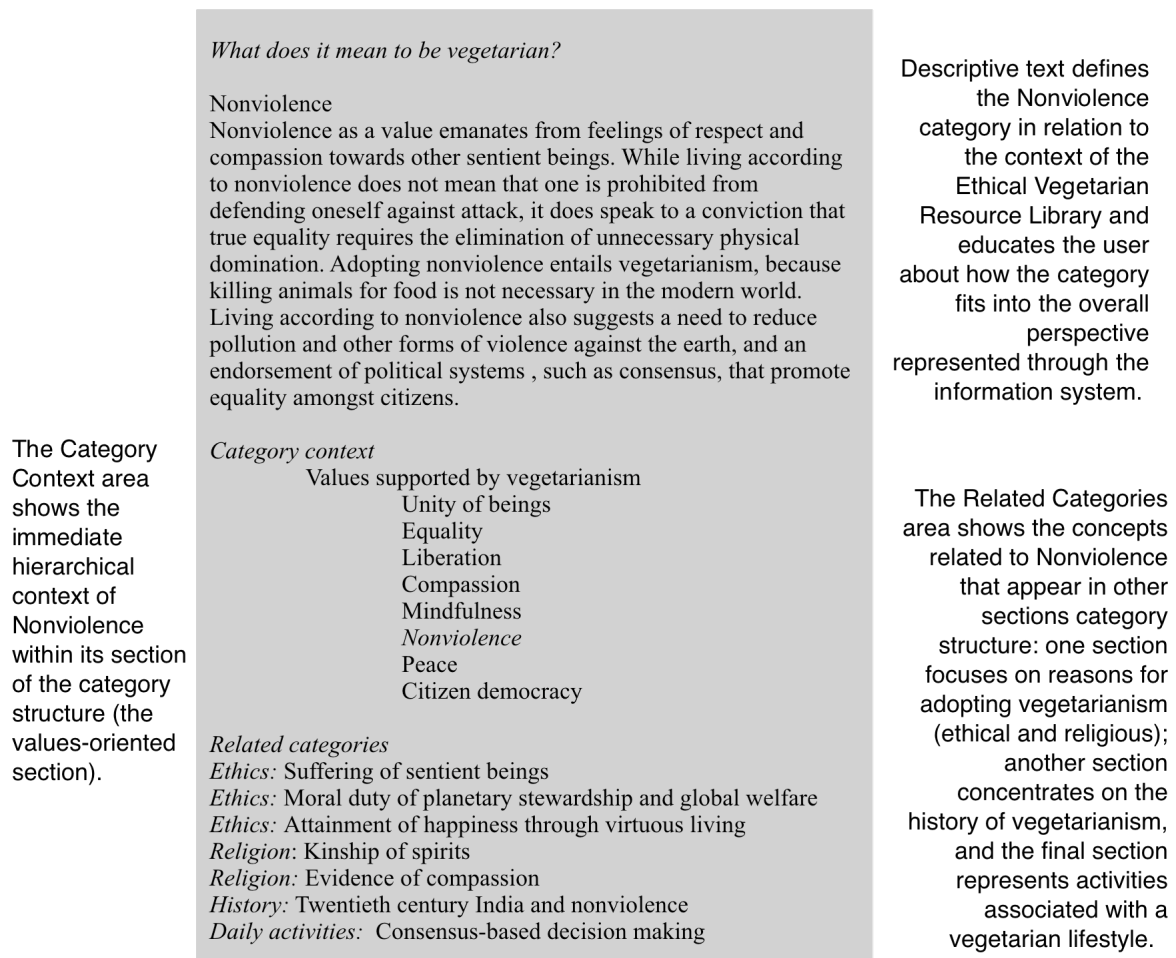 What does it mean to be vegetarian?
Nonviolence
Nonviolence as a value emanates from feelings of respect and
compassion towards other sentient beings. While living according
to nonviolence does not mean that one is prohibited from
defending oneself against attack, it does speak to a conviction that
true equality requires the elimination of unnecessary physical
domination. Adopting nonviolence entails vegetarianism, because
killing animals for food is not necessary in the modern world.
Living according to nonviolence also suggests a need to reduce
pollution and other forms of violence against the earth, and an
endorsement of political systems , such as consensus, that promote
equality amongst citizens.
Category context
Values supported by vegetarianism
Unity of beings
Equality
Liberation
Compassion
Mindfulness
Nonviolence
Peace
Citizen democracy
Related categories
Ethics: Suffering of sentient beings
Ethics: Moral duty of planetary stewardship and global welfare
Ethics: Attainment of happiness through virtuous living
Religion: Kinship of spirits
Religion: Evidence of compassion
History: Twentieth century India and nonviolence
Daily activities: Consensus-based decision making
The Category
Context area
shows the
immediate
hierarchical
context of
Nonviolence
within its section
of the category
structure (the
values-oriented
section).
Descriptive text defines
the Nonviolence
category in relation to
the context of the
Ethical Vegetarian
Resource Library and
educates the user
about how the category
fits into the overall
perspective
represented through the
information system.
The Related Categories
area shows the concepts
related to Nonviolence
that appear in other
sections category
structure: one section
focuses on reasons for
adopting vegetarianism
(ethical and religious);
another section
concentrates on the
history of vegetarianism,
and the final section
represents activities
associated with a
vegetarian lifestyle.